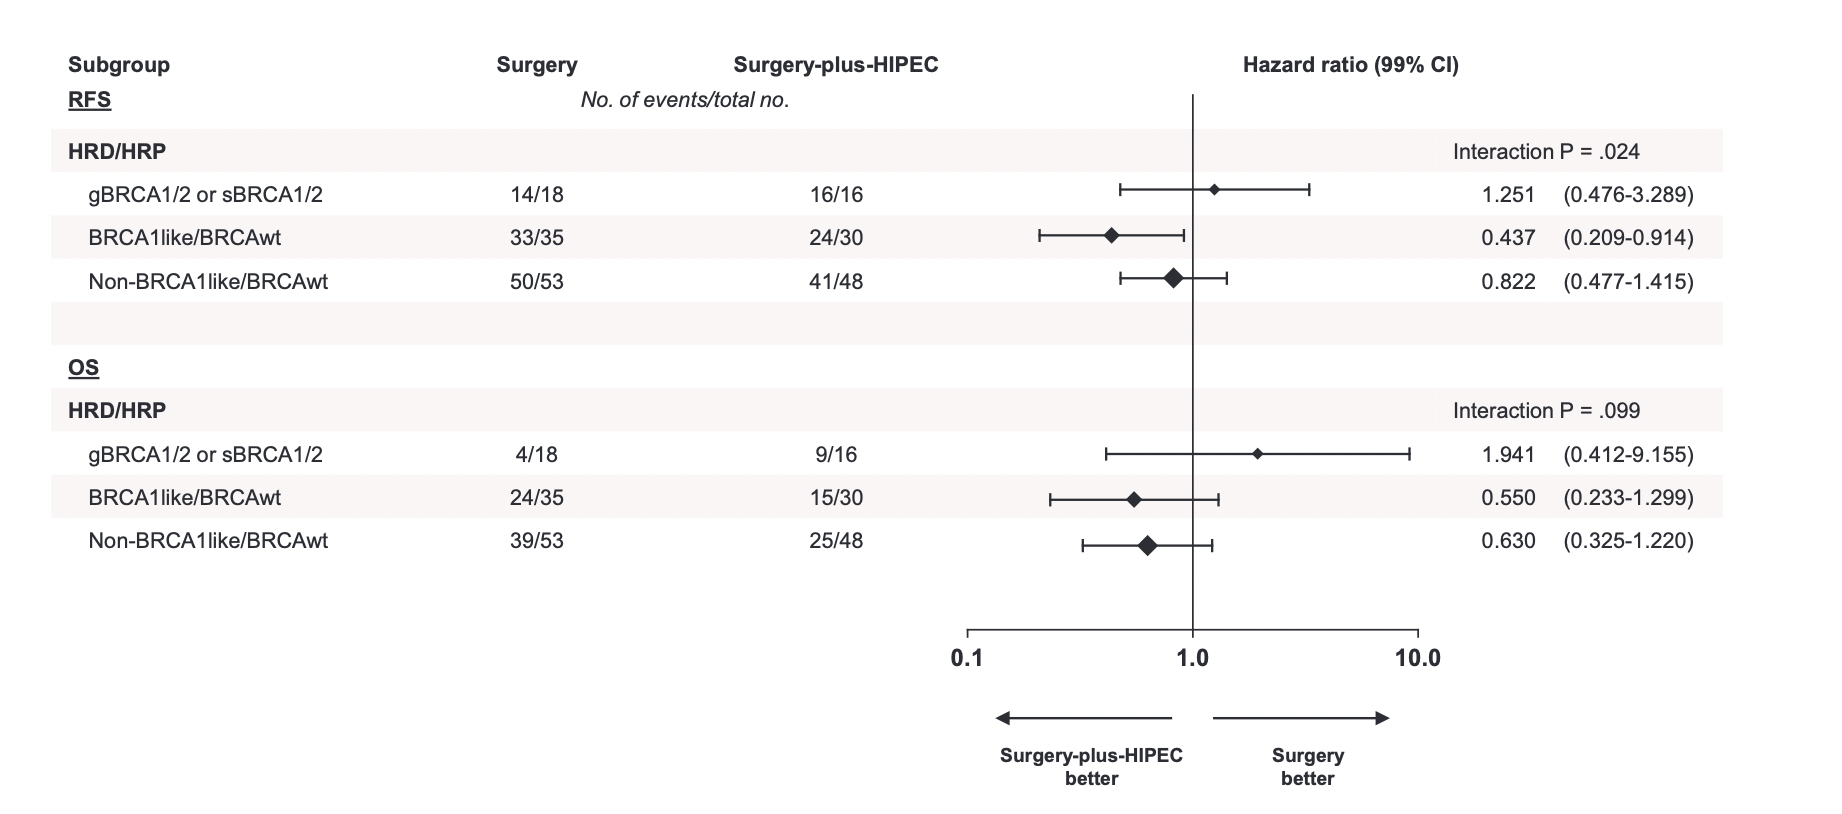 Subgroup Surgery Surgery-plus-HIPEC Hazard ratio (99% CI)
RFS No. of events/total no.
HRD/HRP Interaction P = .024
gBRCA1/2 or sBRCA1/2 14/18 16/16 1.251 (0.476-3.289)
BRCA1like/BRCAwt 33/35 24/30 0.437 (0.209-0.914)
Non-BRCA1like/BRCAwt 50/53 41/48 0.822 (0.477-1.415)
OS
HRD/HRP Interaction P = .099
gBRCA1/2 or sBRCA1/2 4/18 9/16 1.941 (0.412-9.155)
BRCA1like/BRCAwt 24/35 15/30 0.550 (0.233-1.299)
Non-BRCA1like/BRCAwt 39/53 25/48 0.630 (0.325-1.220)
0.1 1.0 10.0
Surgery-plus-HIPEC Surgery
better better